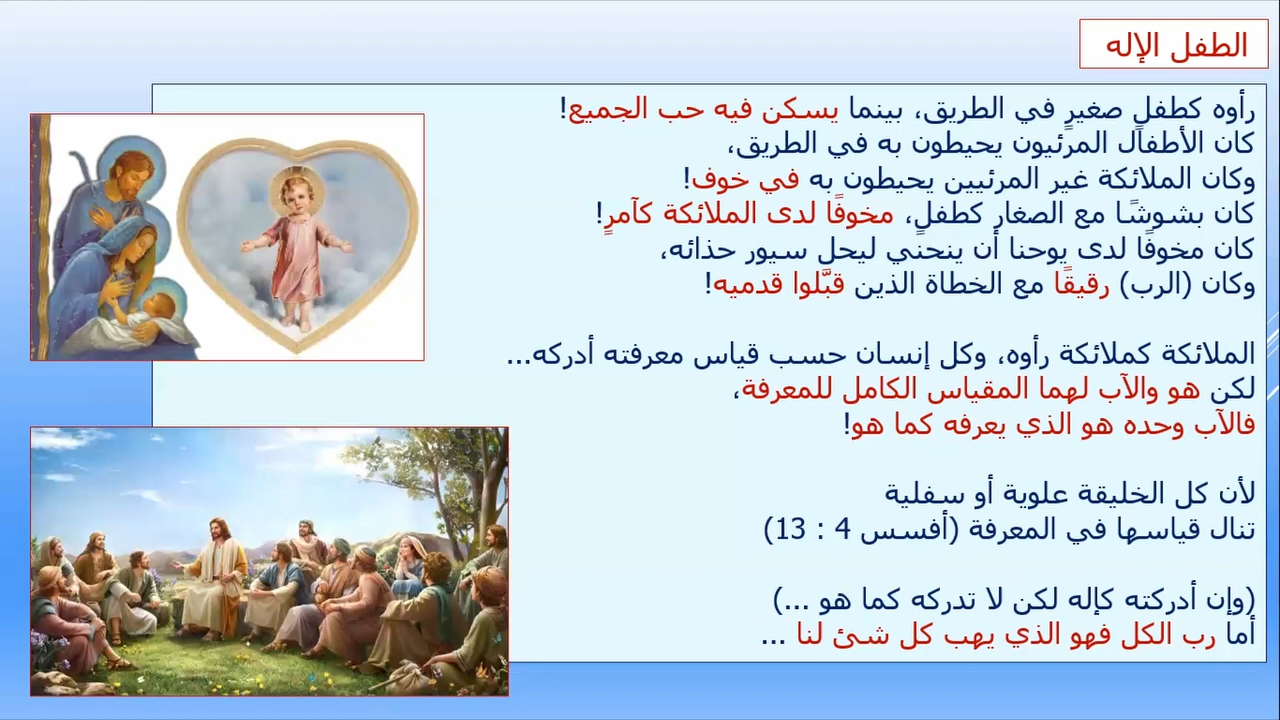 الطفل الإله
رأوه كطفلٍ صغيرٍ في الطريق، بينما يسكن فيه حب الجميع!
كان الأطفال المرئيون يحيطون به في الطريق،
وكان الملائكة غير المرئيين يحيطون به في خوف!
كان بشوشًا مع الصغار كطفلٍ، مخوفًا لدى الملائكة كآمرٍ!
كان مخوفًا لدى يوحنا أن ينحني ليحل سيور حذائه،
وكان (الرب) رقيقًا مع الخطاة الذين قبَّلوا قدميه!
الملائكة كملائكة رأوه، وكل إنسان حسب قياس معرفته أدركه...
لكن هو والآب لهما المقياس الكامل للمعرفة،
فالآب وحده هو الذي يعرفه كما هو!
لأن كل الخليقة علوية أو سفلية
تنال قياسها في المعرفة (أفسس 4 : 13)
(وإن أدركته كإله لكن لا تدركه كما هو ...)
أما رب الكل فهو الذي يهب كل شئ لنا ...